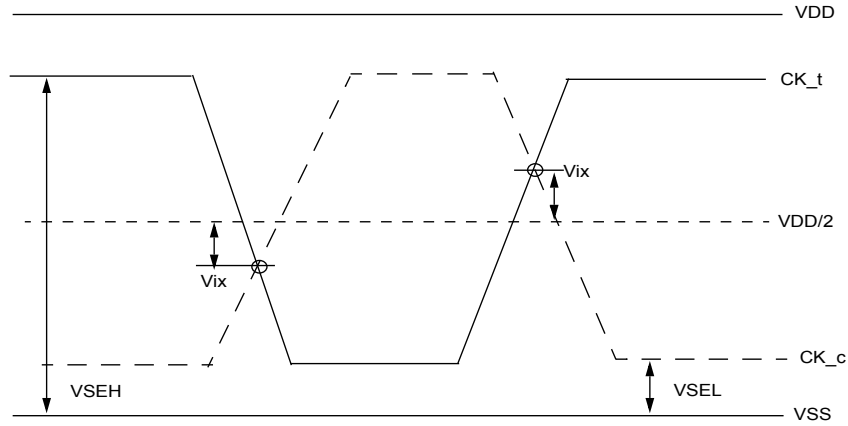 VDD
CK_t
Vix
VDD/2
Vix
CK_c
VSEH
VSEL
VSS